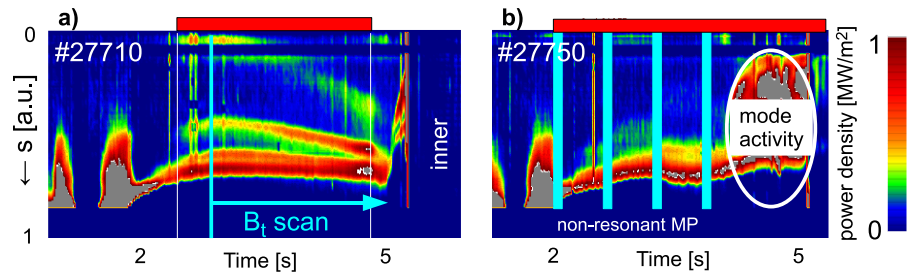 a)
#27710
0
← s [a.u.]
1
B_t scan
inner
2
Time [s]
5
b)
#27750
mode
activity
non-resonant MP
2
Time [s]
5
1
0
power density [MW/m²]